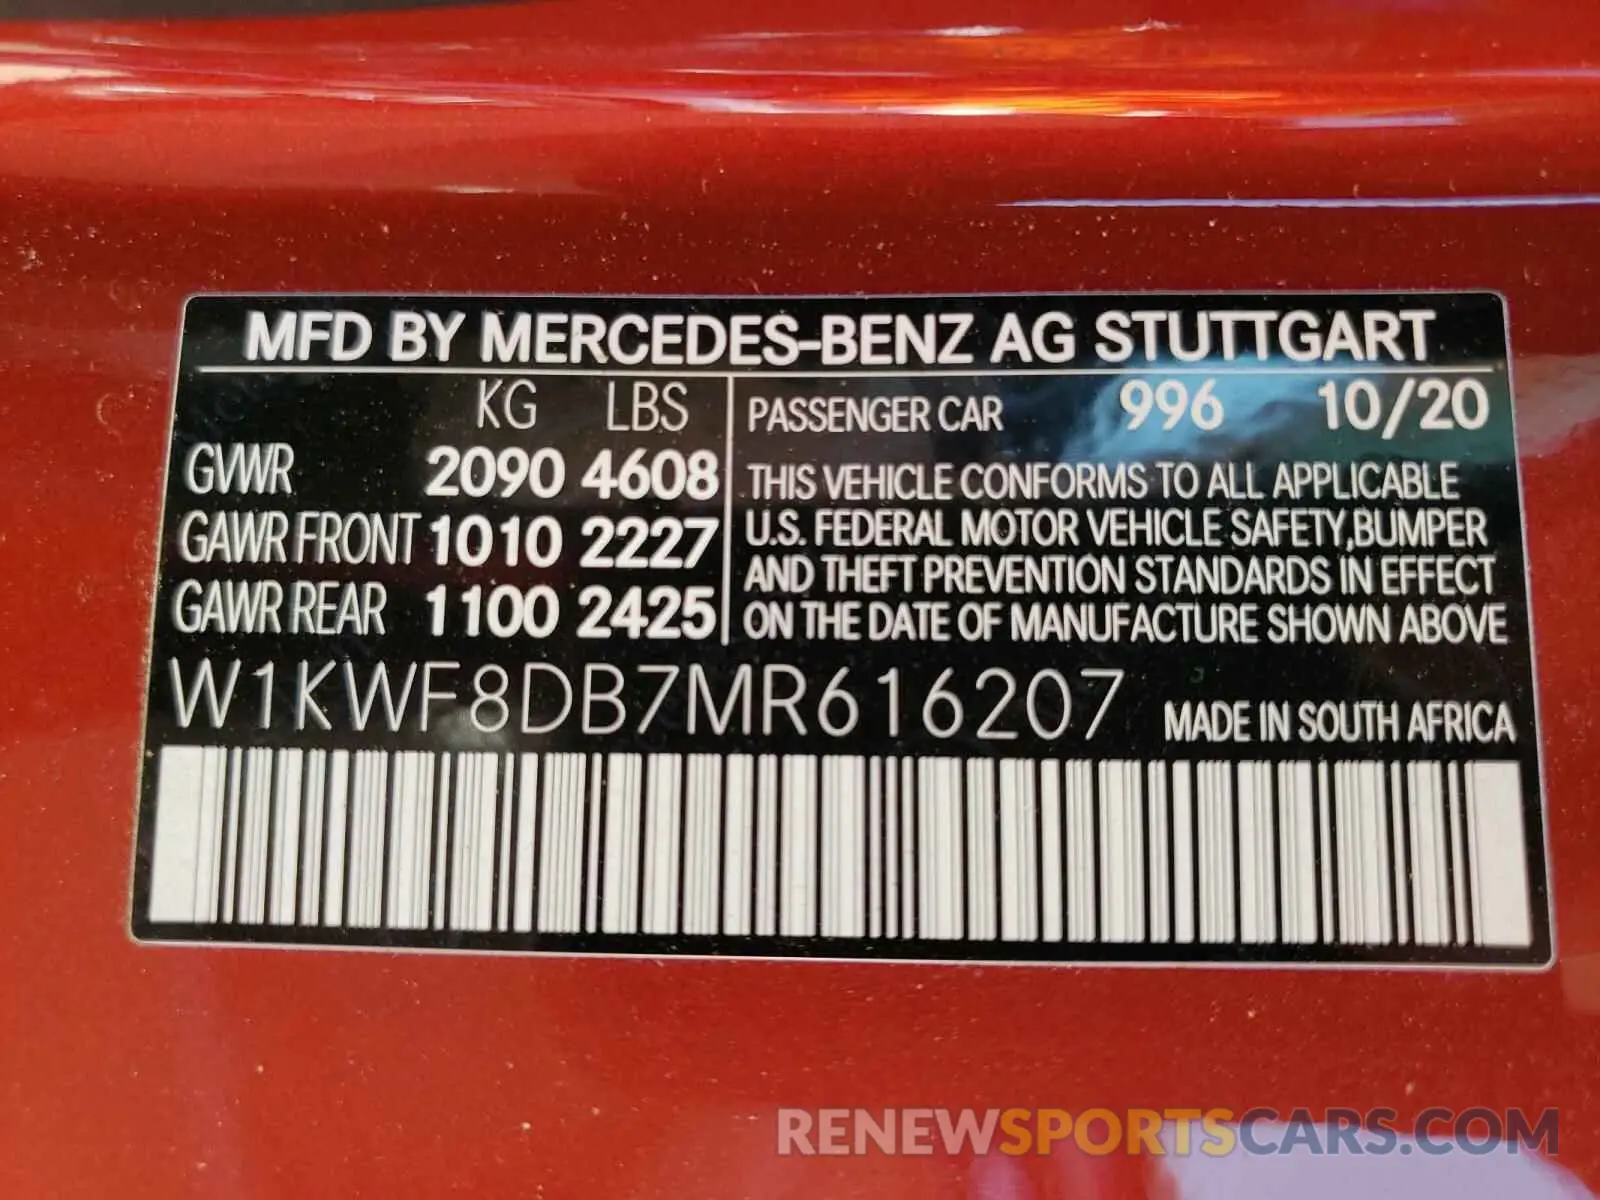 MFD BY MERCEDES-BENZ AG STUTTGART
KG LBS
GVWR 2090 4608
GAWR FRONT 1010 2227
GAWR REAR 1100 2425
PASSENGER CAR 996 10/20
THIS VEHICLE CONFORMS TO ALL APPLICABLE
U.S. FEDERAL MOTOR VEHICLE SAFETY,BUMPER
AND THEFT PREVENTION STANDARDS IN EFFECT
ON THE DATE OF MANUFACTURE SHOWN ABOVE
W1KWF8DB7MR616207
MADE IN SOUTH AFRICA
RENEWSPORTSCARS.COM